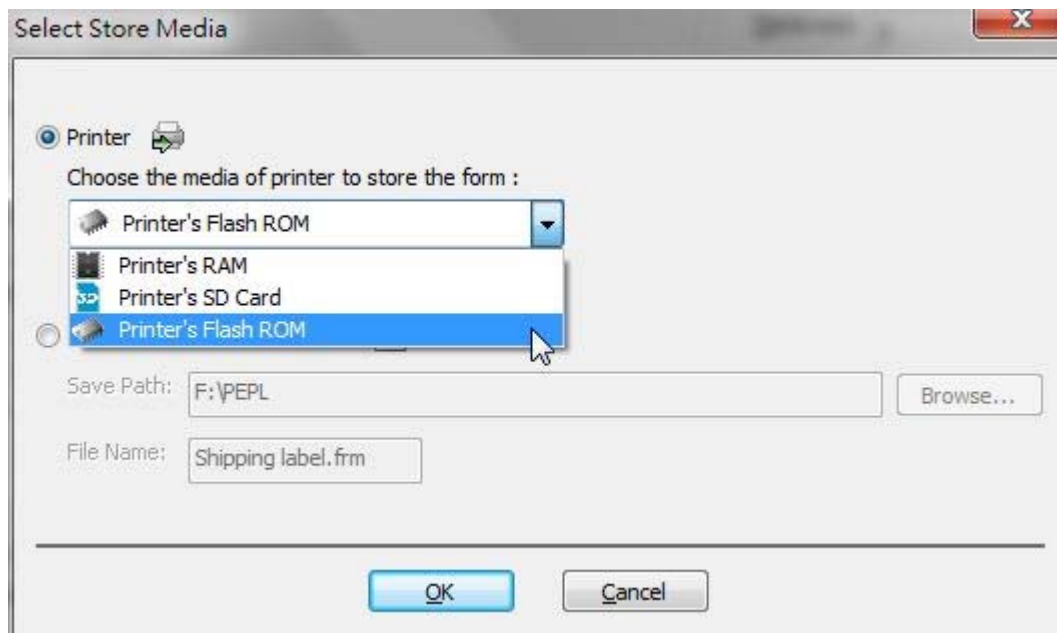 Select Store Media
x
Printer
Choose the media of printer to store the form :
Printer's Flash ROM
Printer's RAM
SD Printer's SD Card
Printer's Flash ROM
Save Path: F:\PEPL Browse...
File Name: Shipping label.frm
OK Cancel